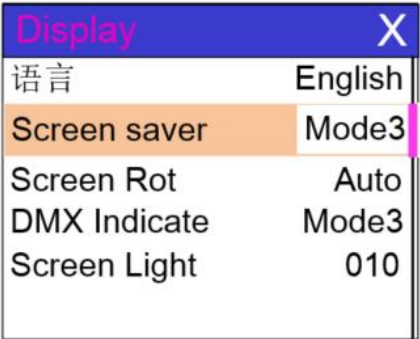 Display X
语言 English
Screen saver Mode3
Screen Rot Auto
DMX Indicate Mode3
Screen Light 010